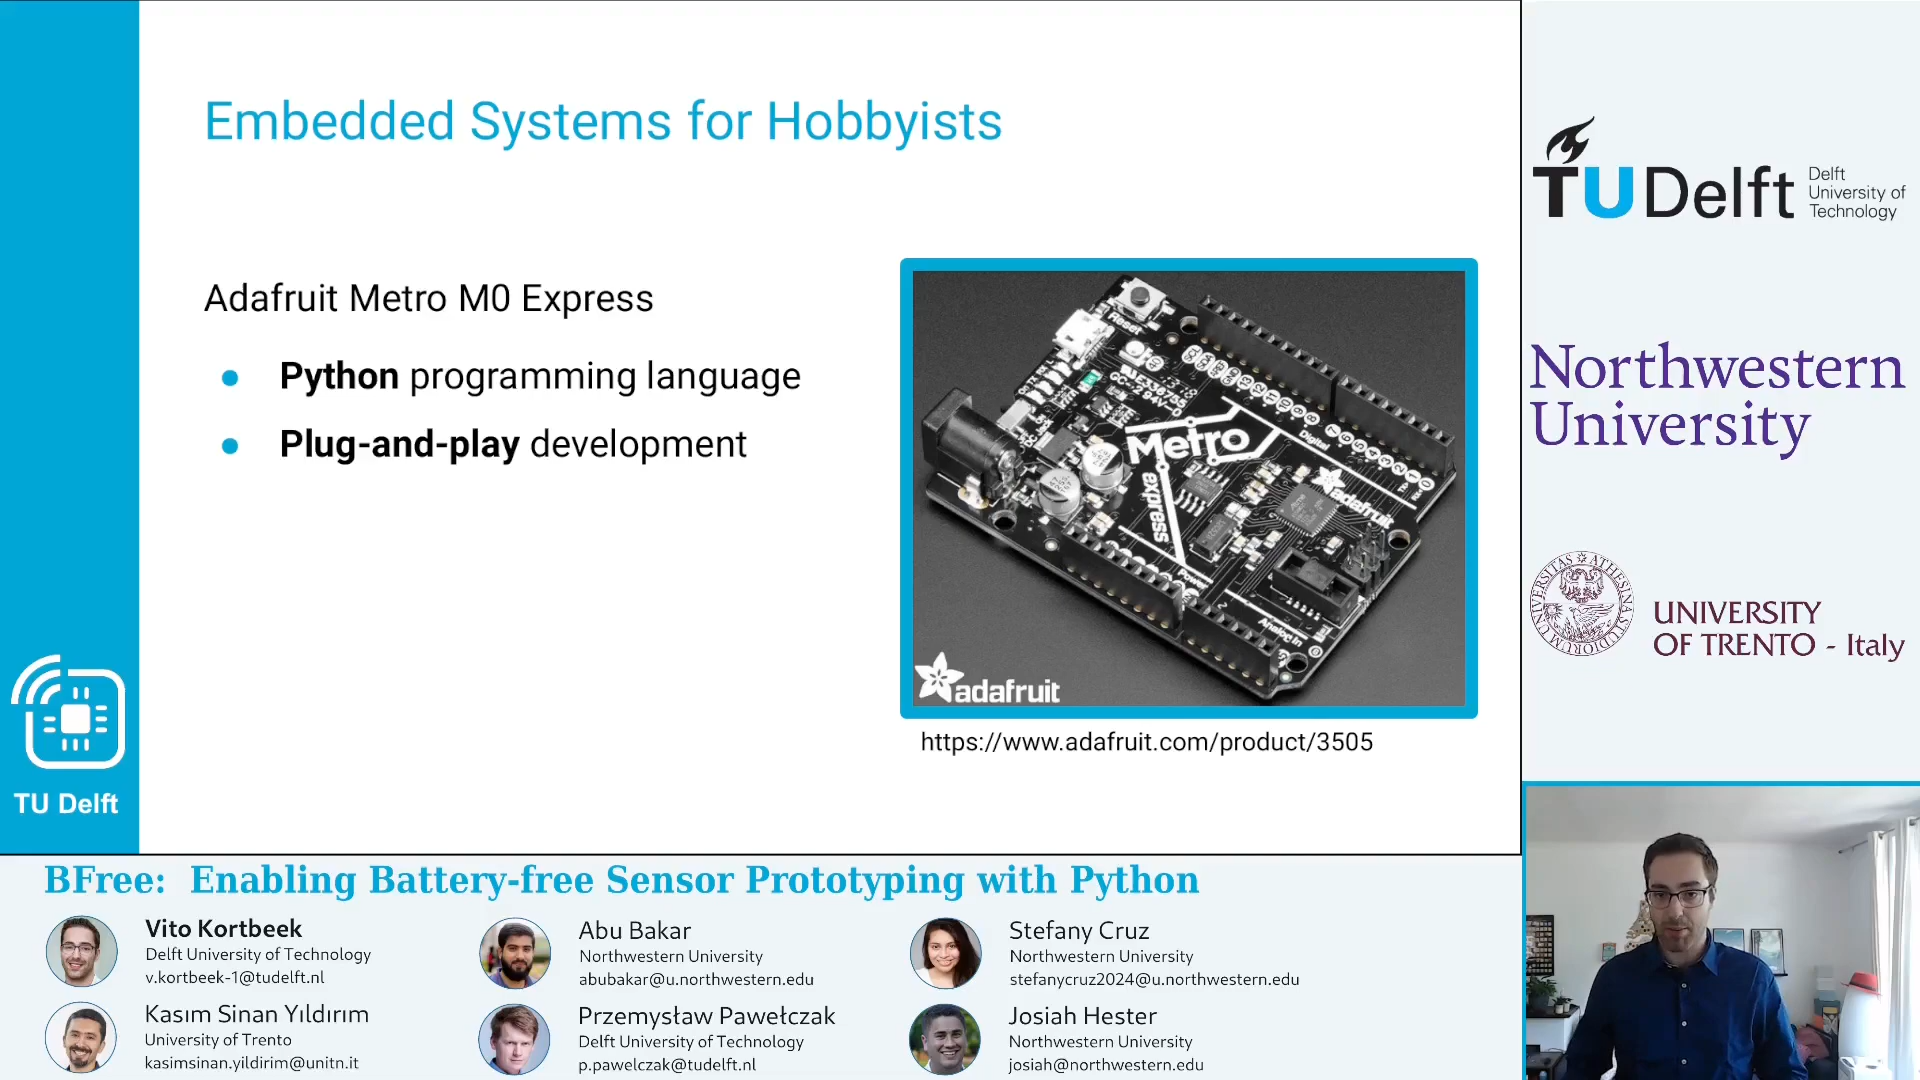 Embedded Systems for Hobbyists
Adafruit Metro M0 Express
Python programming language
Plug-and-play development
Reset
Metro
express
Digital
Power
Analog In
adafruit
adafruit
https://www.adafruit.com/product/3505
TU Delft
TUDelft
Delft
University of
Technology
Northwestern
University
UNIVERSITY
OF TRENTO - Italy
BFree: Enabling Battery-free Sensor Prototyping with Python
Vito Kortbeek
Delft University of Technology
v.kortbeek-1@tudelft.nl
Abu Bakar
Northwestern University
abubakar@u.northwestern.edu
Stefany Cruz
Northwestern University
stefanycruz2024@u.northwestern.edu
Kasım Sinan Yıldırım
University of Trento
kasimsinan.yildirim@unitn.it
Przemysław Pawełczak
Delft University of Technology
p.pawelczak@tudelft.nl
Josiah Hester
Northwestern University
josiah@northwestern.edu